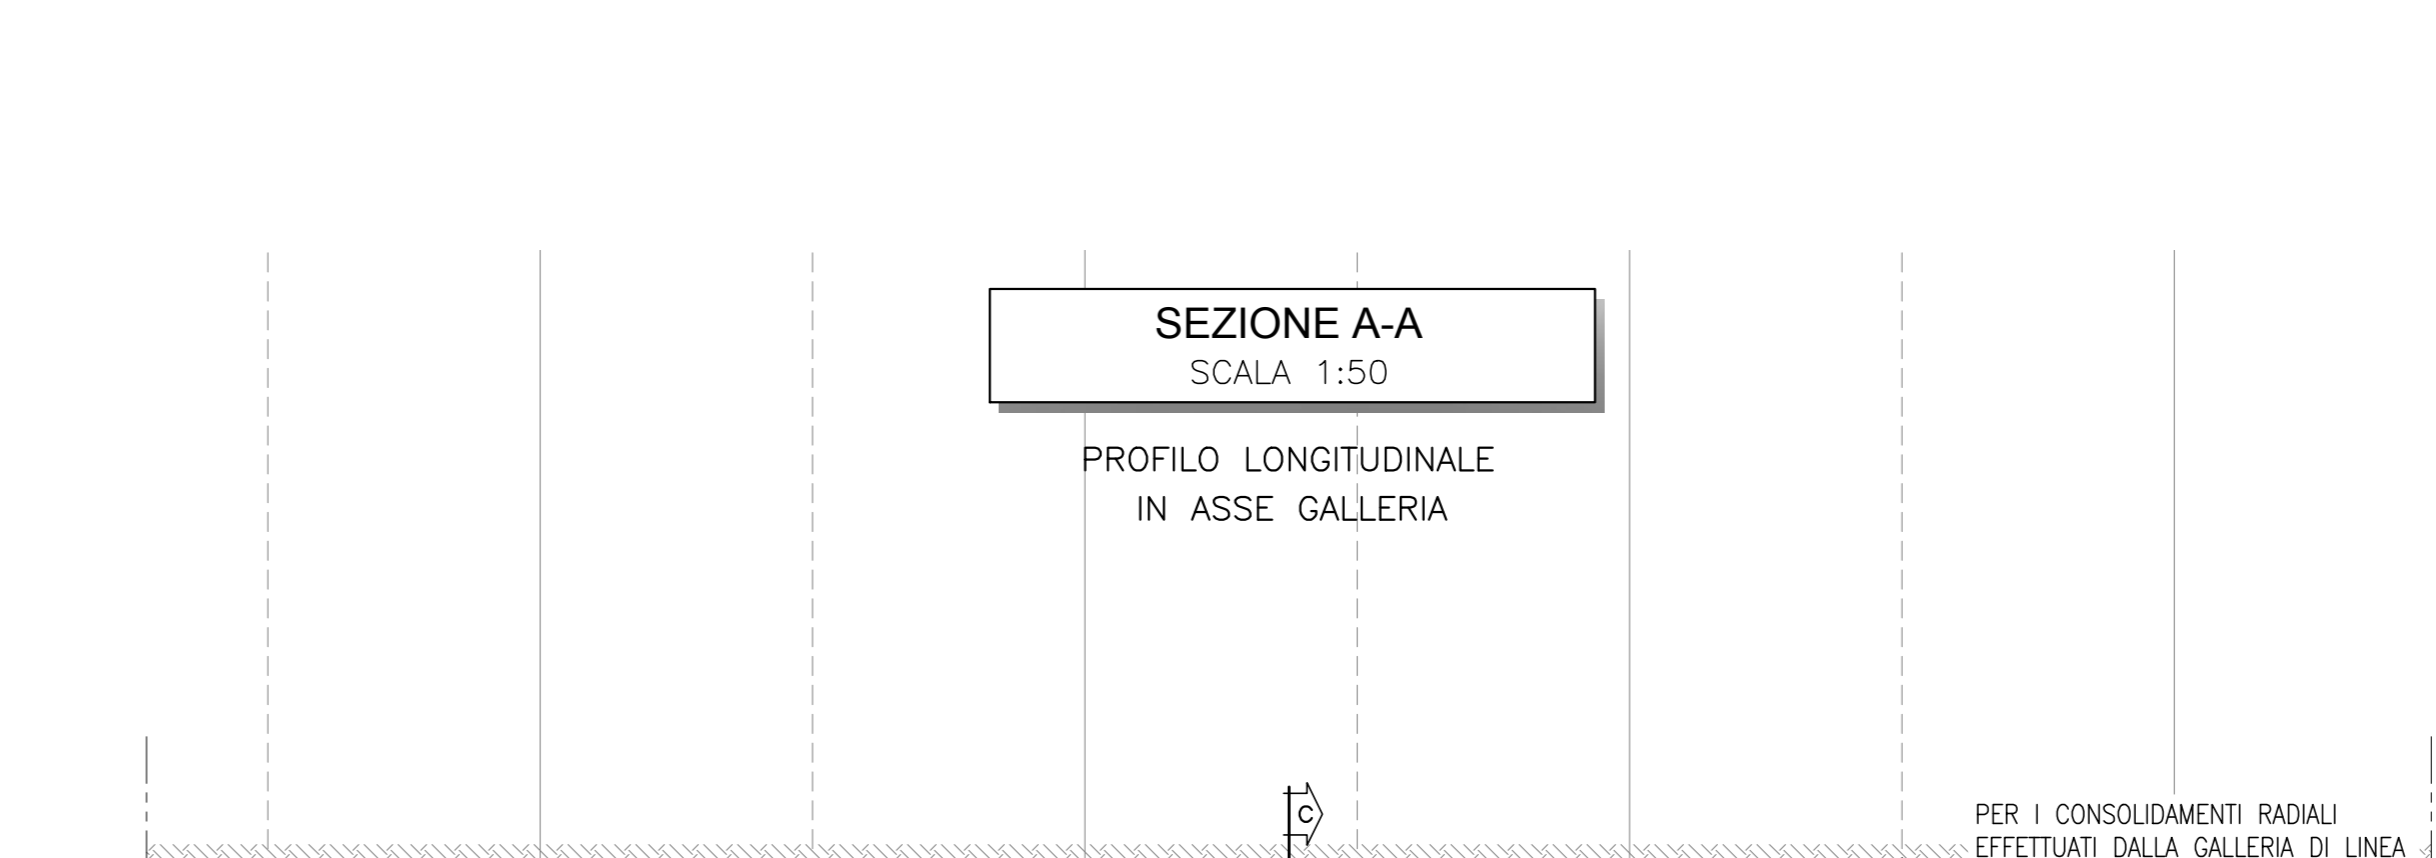 SEZIONE A-A
SCALA 1:50
PROFILO LONGITUDINALE
IN ASSE GALLERIA
C
PER I CONSOLIDAMENTI RADIALI
EFFETTUATI DALLA GALLERIA DI LINEA